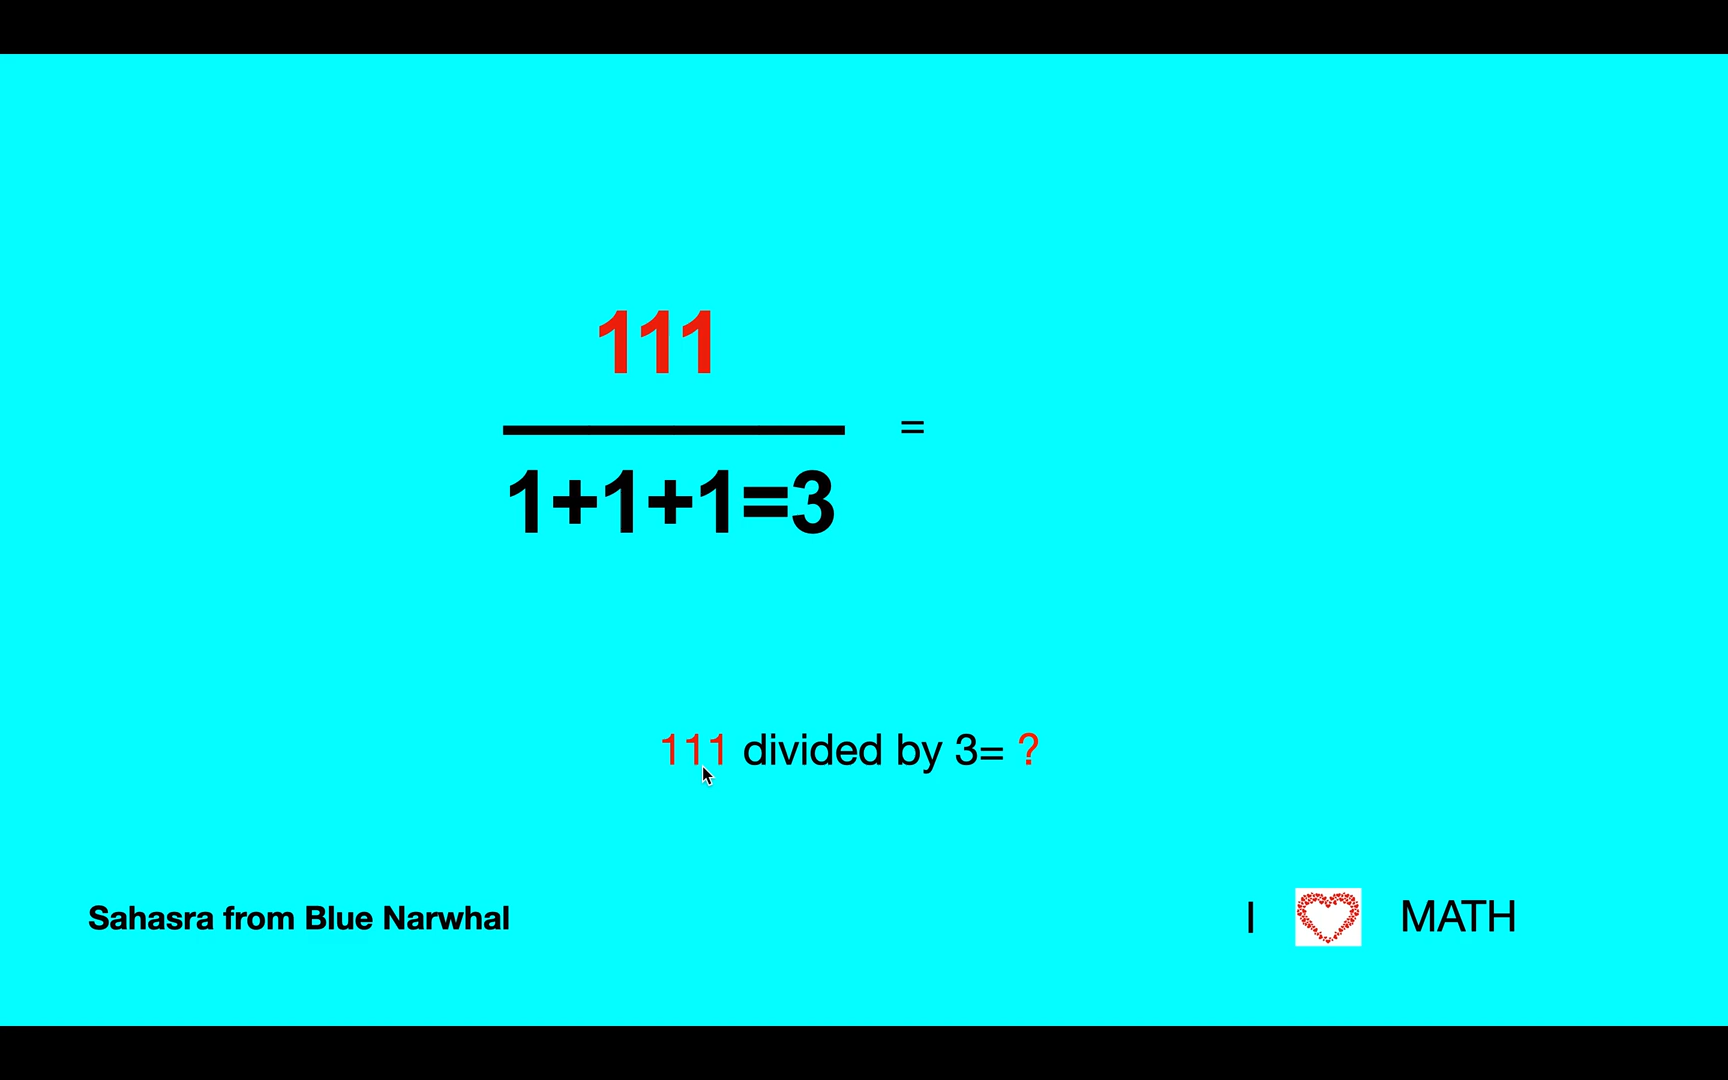 111
=
1+1+1=3
111 divided by 3= ?
Sahasra from Blue Narwhal
I MATH